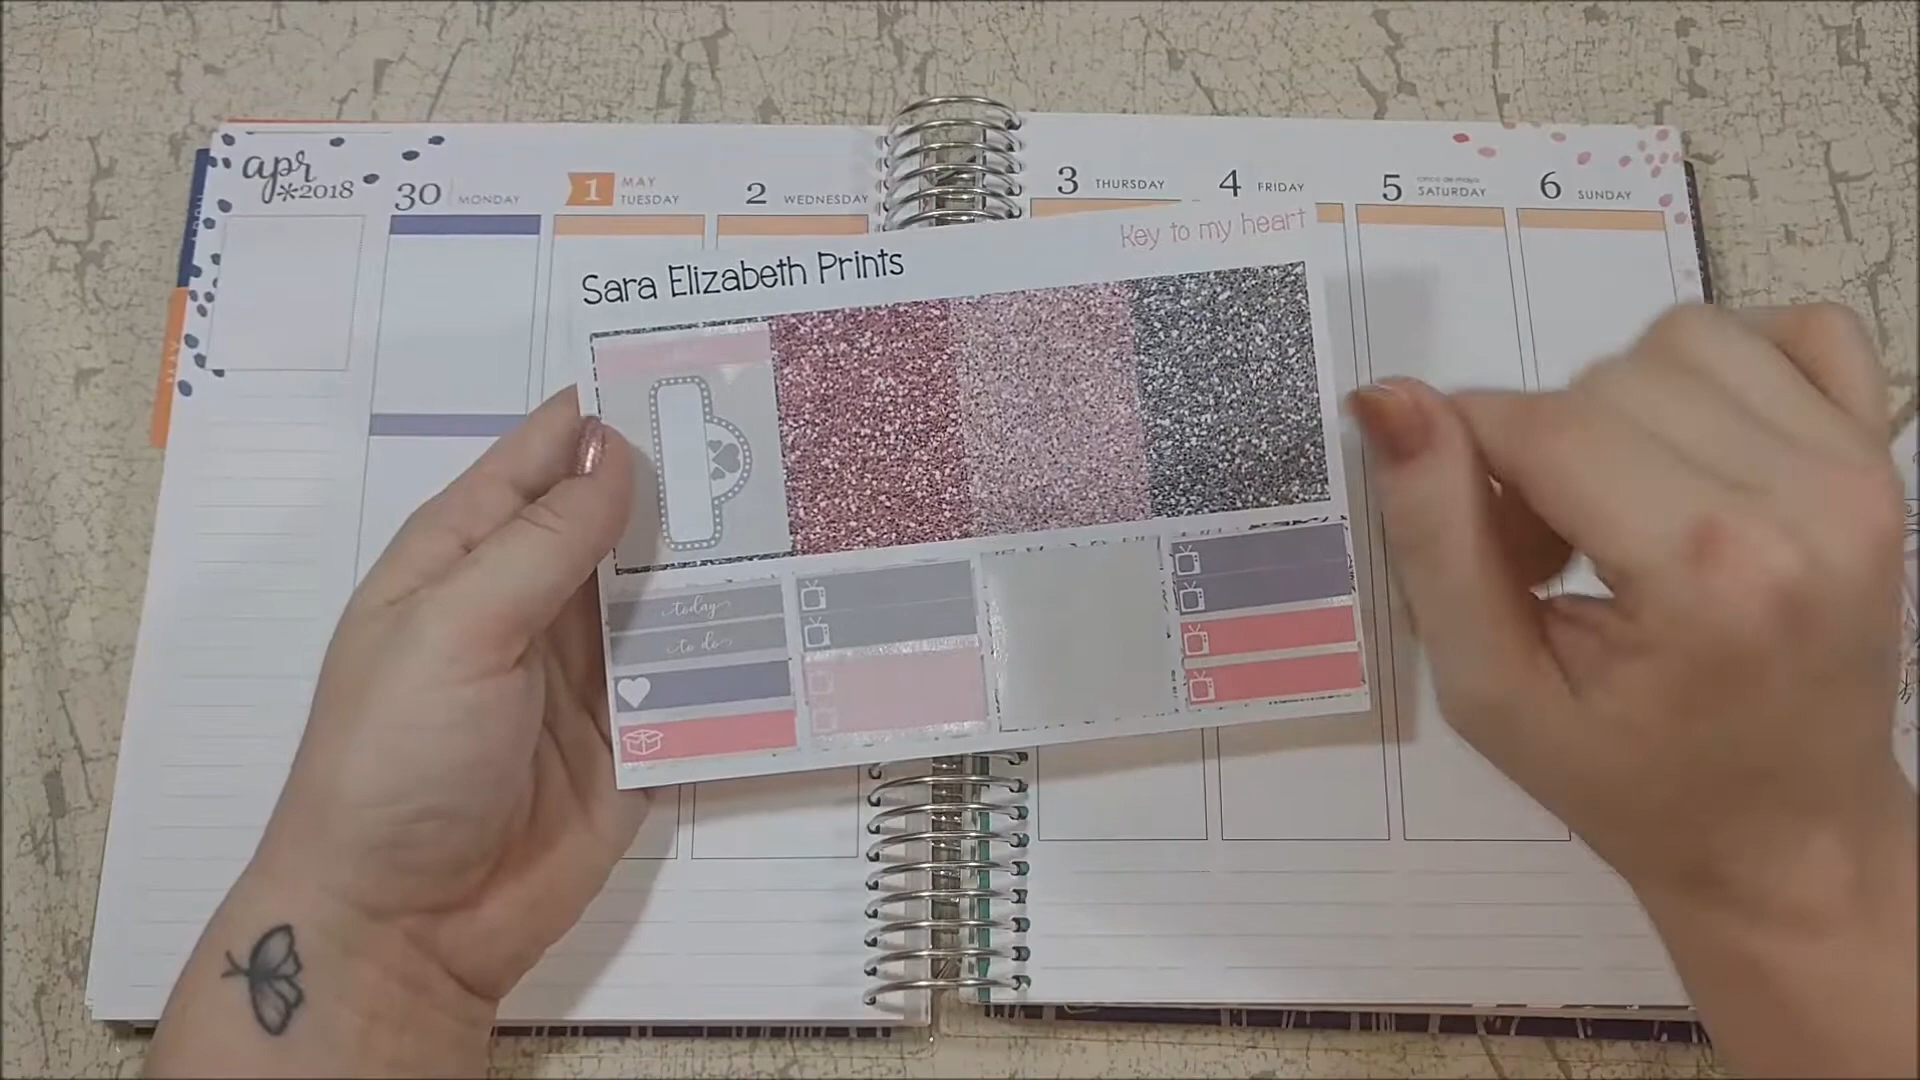 apr
*2018
30 MONDAY
1 MAY
TUESDAY
2 WEDNESDAY
3 THURSDAY
4 FRIDAY
5 cinco de mayo
SATURDAY
6 SUNDAY
MAY
Key to my heart
Sara Elizabeth Prints
today
to do